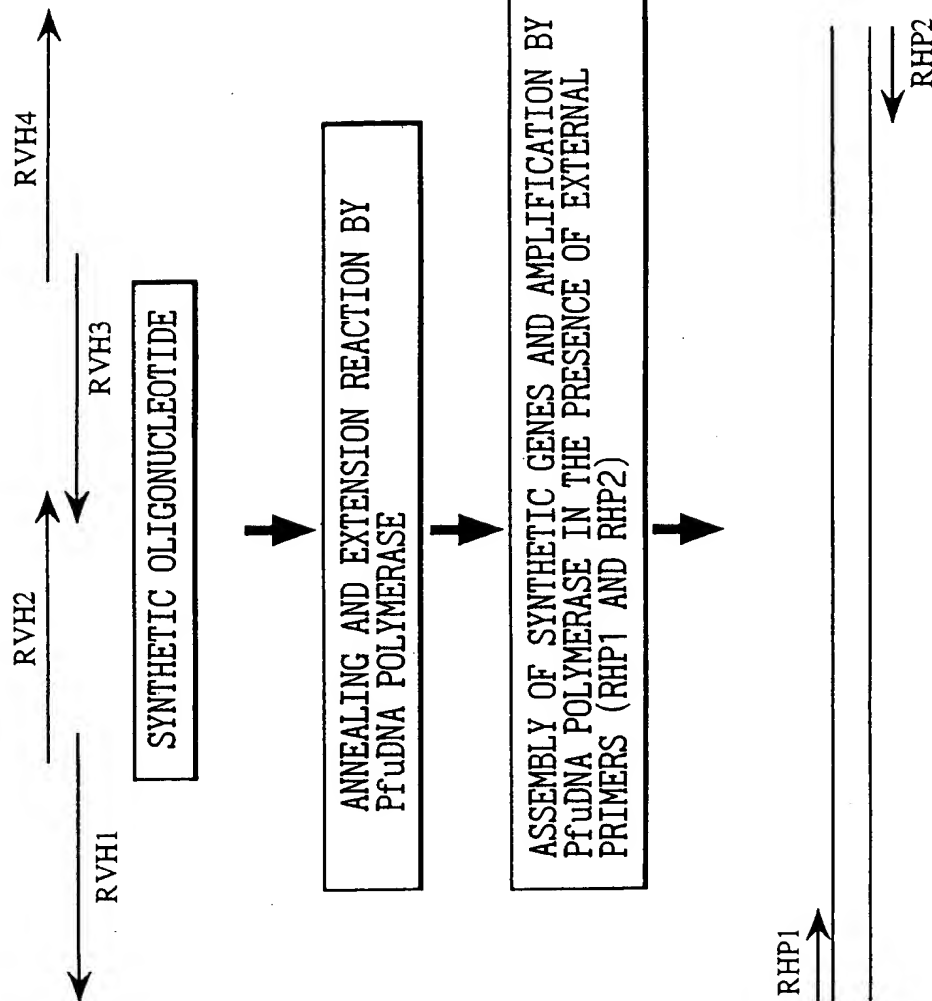 RVH2
RVH4
RVH1
RVH3
SYNTHETIC OLIGONUCLEOTIDE
ANNEALING AND EXTENSION REACTION BY
PfuDNA POLYMERASE
ASSEMBLY OF SYNTHETIC GENES AND AMPLIFICATION BY
PfuDNA POLYMERASE IN THE PRESENCE OF EXTERNAL
PRIMERS (RHP1 AND RHP2)
RHP1
RHP2